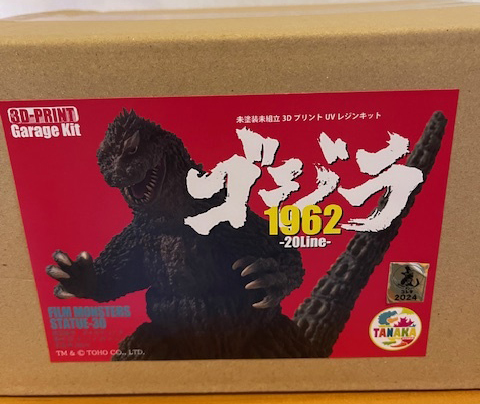 3D-PRINT
Garage Kit
未塗装未組立 3D プリント UV レジンキット
ゴジラ
1962
-20Line-
FILM MONSTERS
STATUE-30
TM & © TOHO CO., LTD.
2024
TANAKA